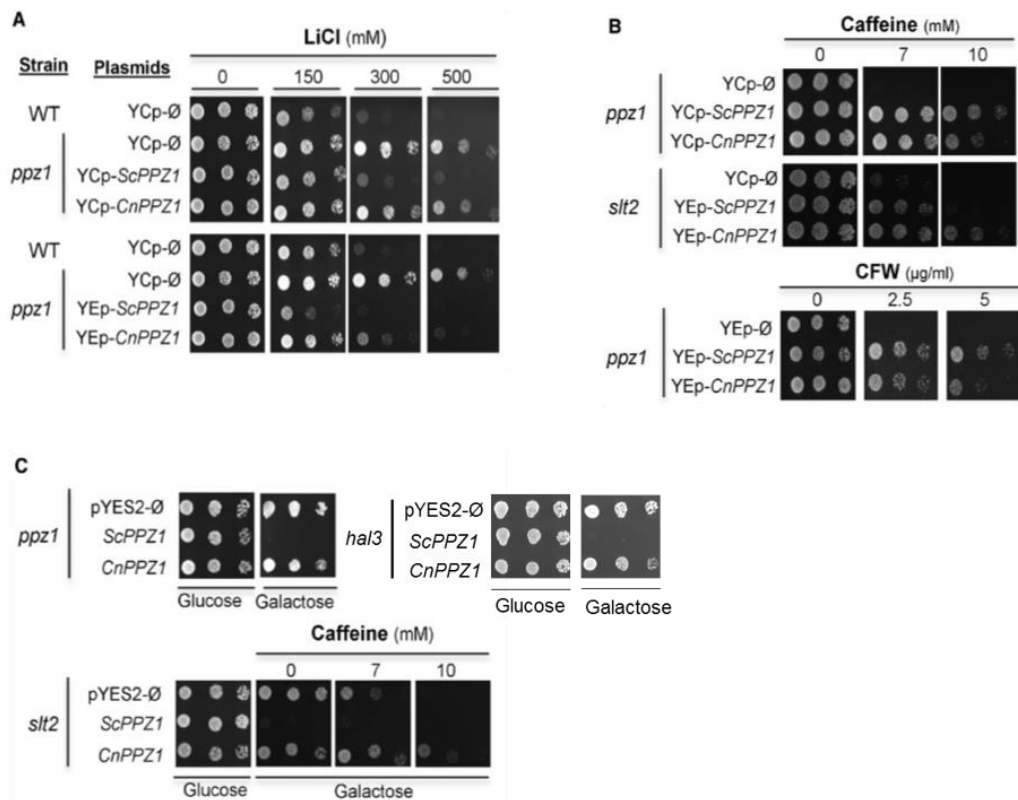 A
LiCl (mM)
Strain Plasmids 0 150 300 500
WT YCp-Ø
ppz1 YCp-Ø
YCp-ScPPZ1
YCp-CnPPZ1
WT YCp-Ø
ppz1 YCp-Ø
YEp-ScPPZ1
YEp-CnPPZ1
B
Caffeine (mM)
0 7 10
ppz1 YCp-Ø
YCp-ScPPZ1
YCp-CnPPZ1
slt2 YCp-Ø
YEp-ScPPZ1
YEp-CnPPZ1
CFW (µg/ml)
0 2.5 5
ppz1 YEp-Ø
YEp-ScPPZ1
YEp-CnPPZ1
C
ppz1 pYES2-Ø
ScPPZ1
CnPPZ1
Glucose Galactose
hal3 pYES2-Ø
ScPPZ1
CnPPZ1
Glucose Galactose
Caffeine (mM)
0 7 10
slt2 pYES2-Ø
ScPPZ1
CnPPZ1
Glucose Galactose